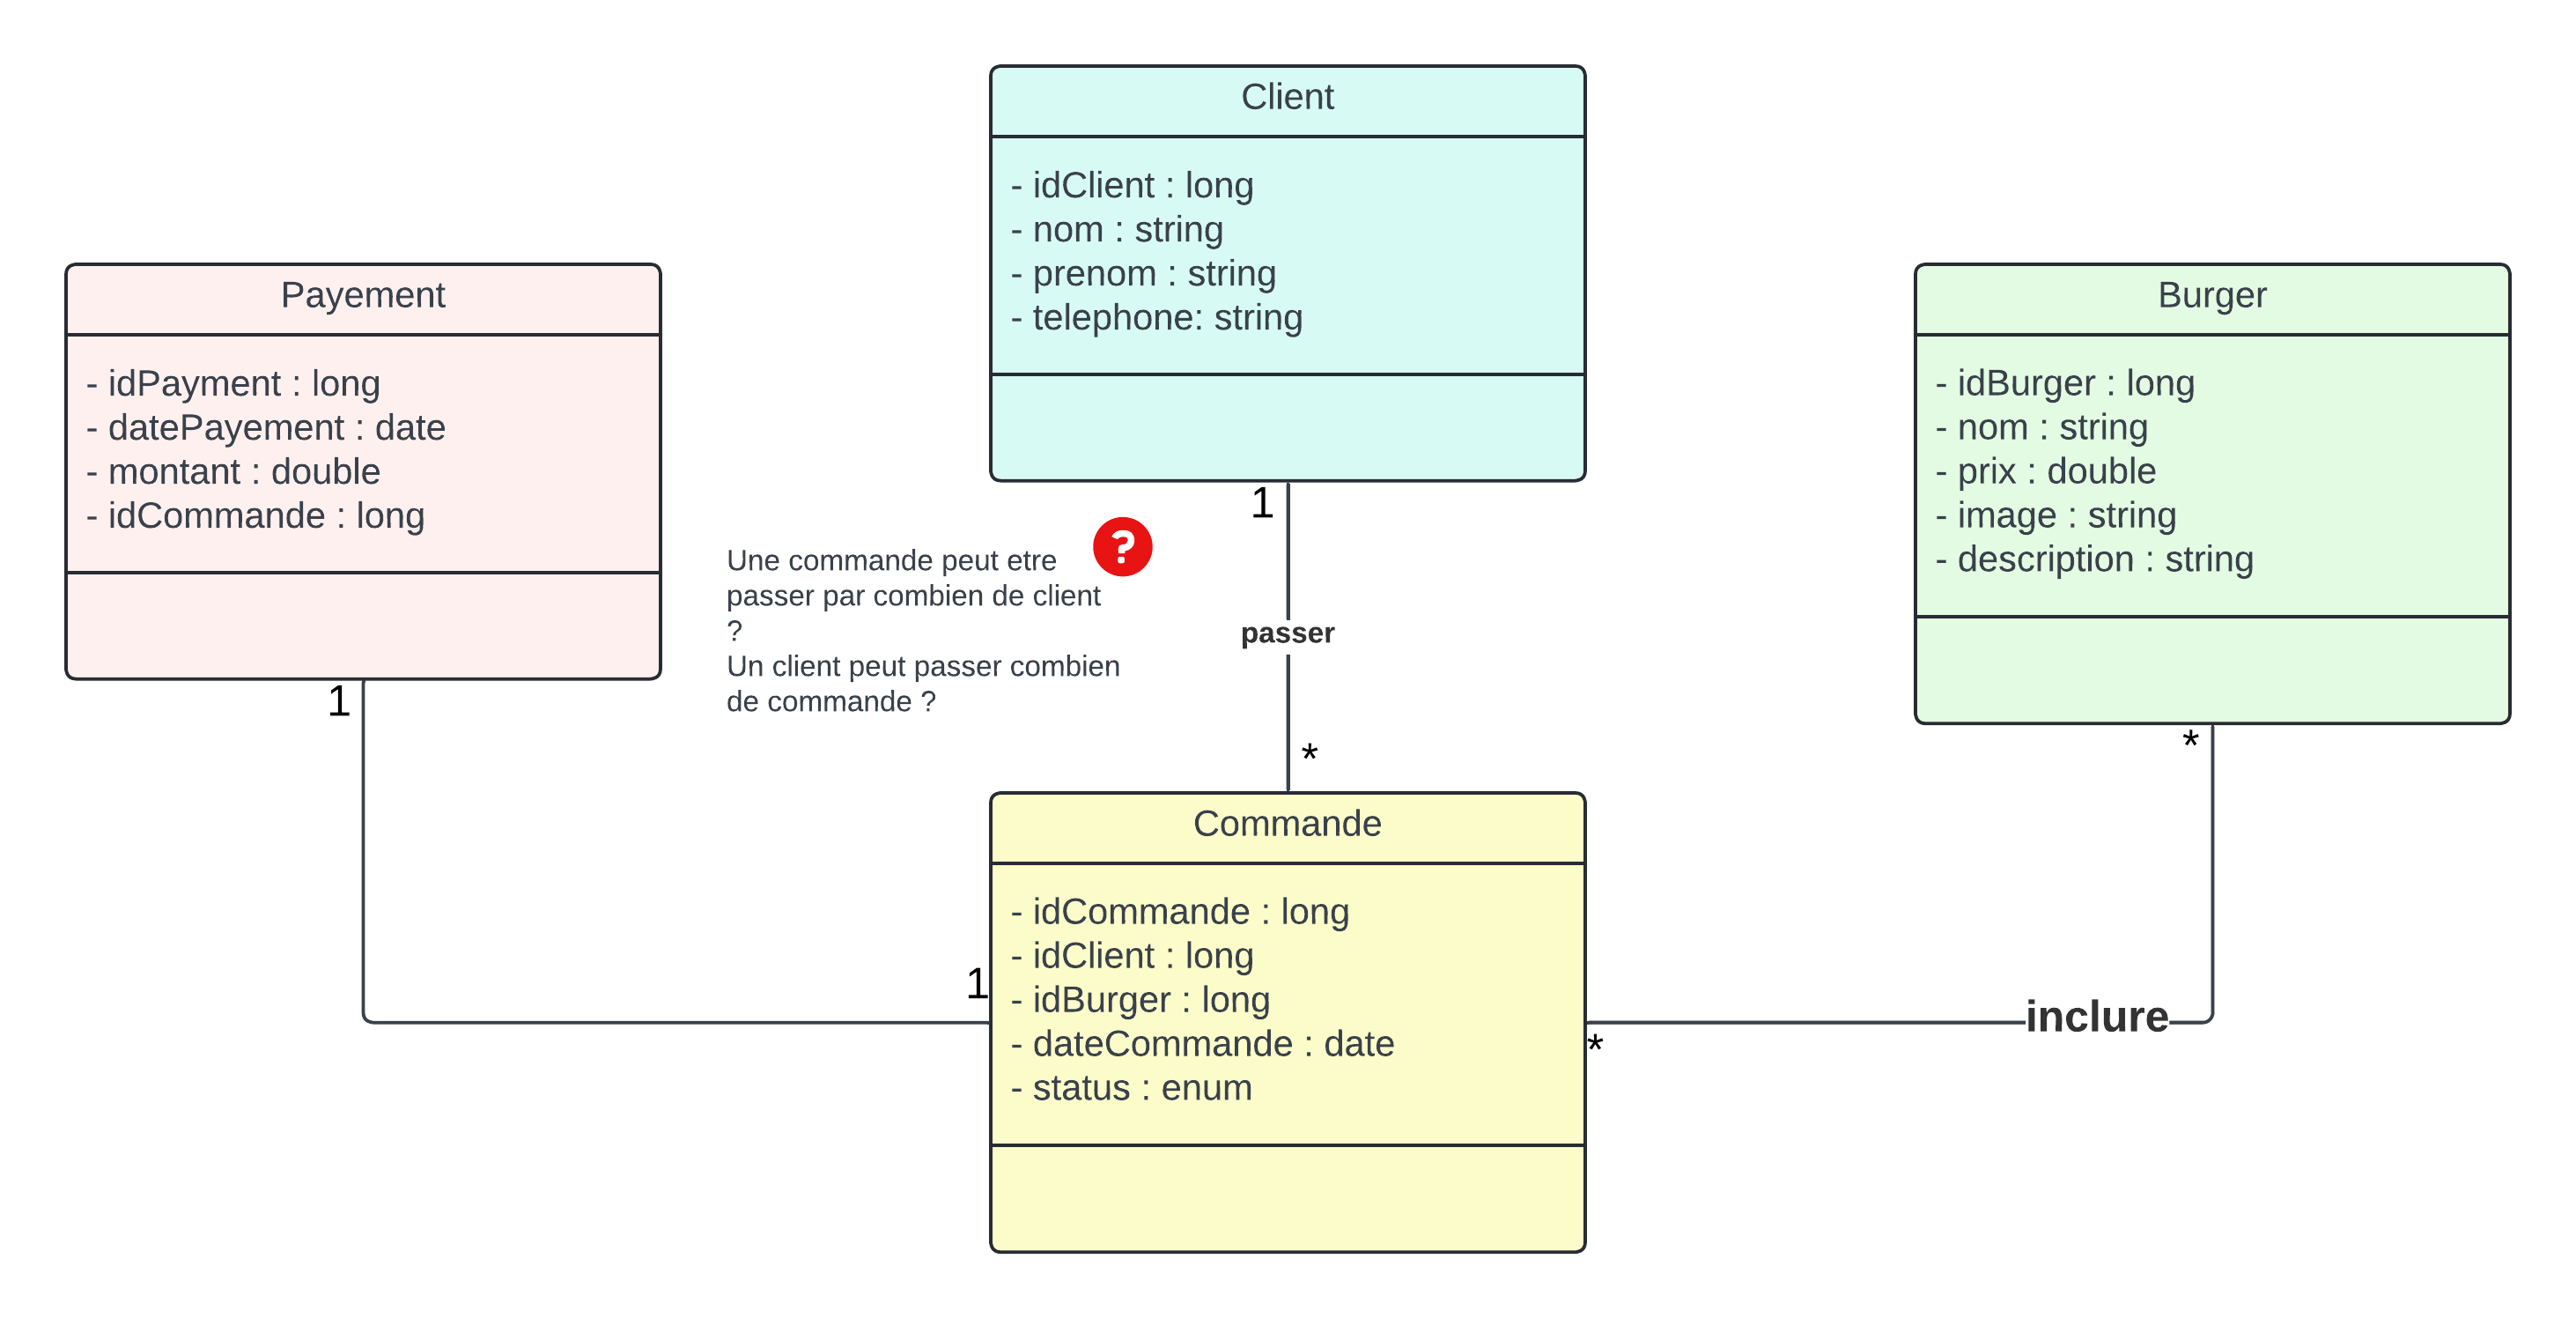 Client
- idClient : long
- nom : string
- prenom : string
- telephone: string
1
Payement
- idPayment : long
- datePayement : date
- montant : double
- idCommande : long
1
Une commande peut etre
passer par combien de client
?
Un client peut passer combien
de commande ?
?
passer
*
Burger
- idBurger : long
- nom : string
- prix : double
- image : string
- description : string
*
Commande
- idCommande : long
- idClient : long
- idBurger : long
- dateCommande : date
- status : enum
1
*
inclure